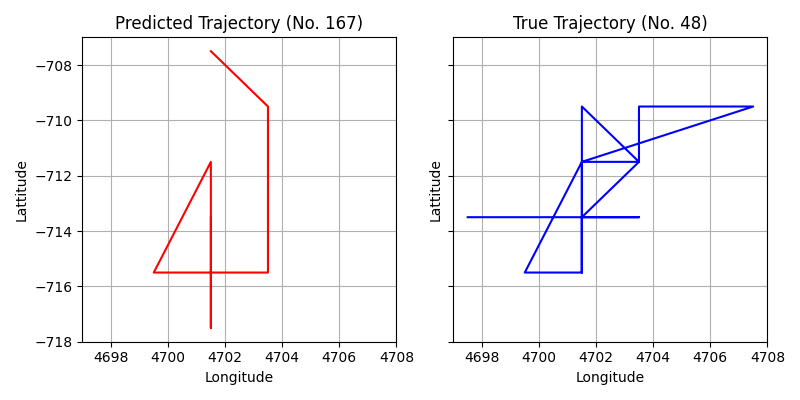 Predicted Trajectory (No. 167)
True Trajectory (No. 48)
−708
−710
−712
−714
−716
−718
Lattitude
Lattitude
4698 4700 4702 4704 4706 4708
4698 4700 4702 4704 4706 4708
Longitude
Longitude